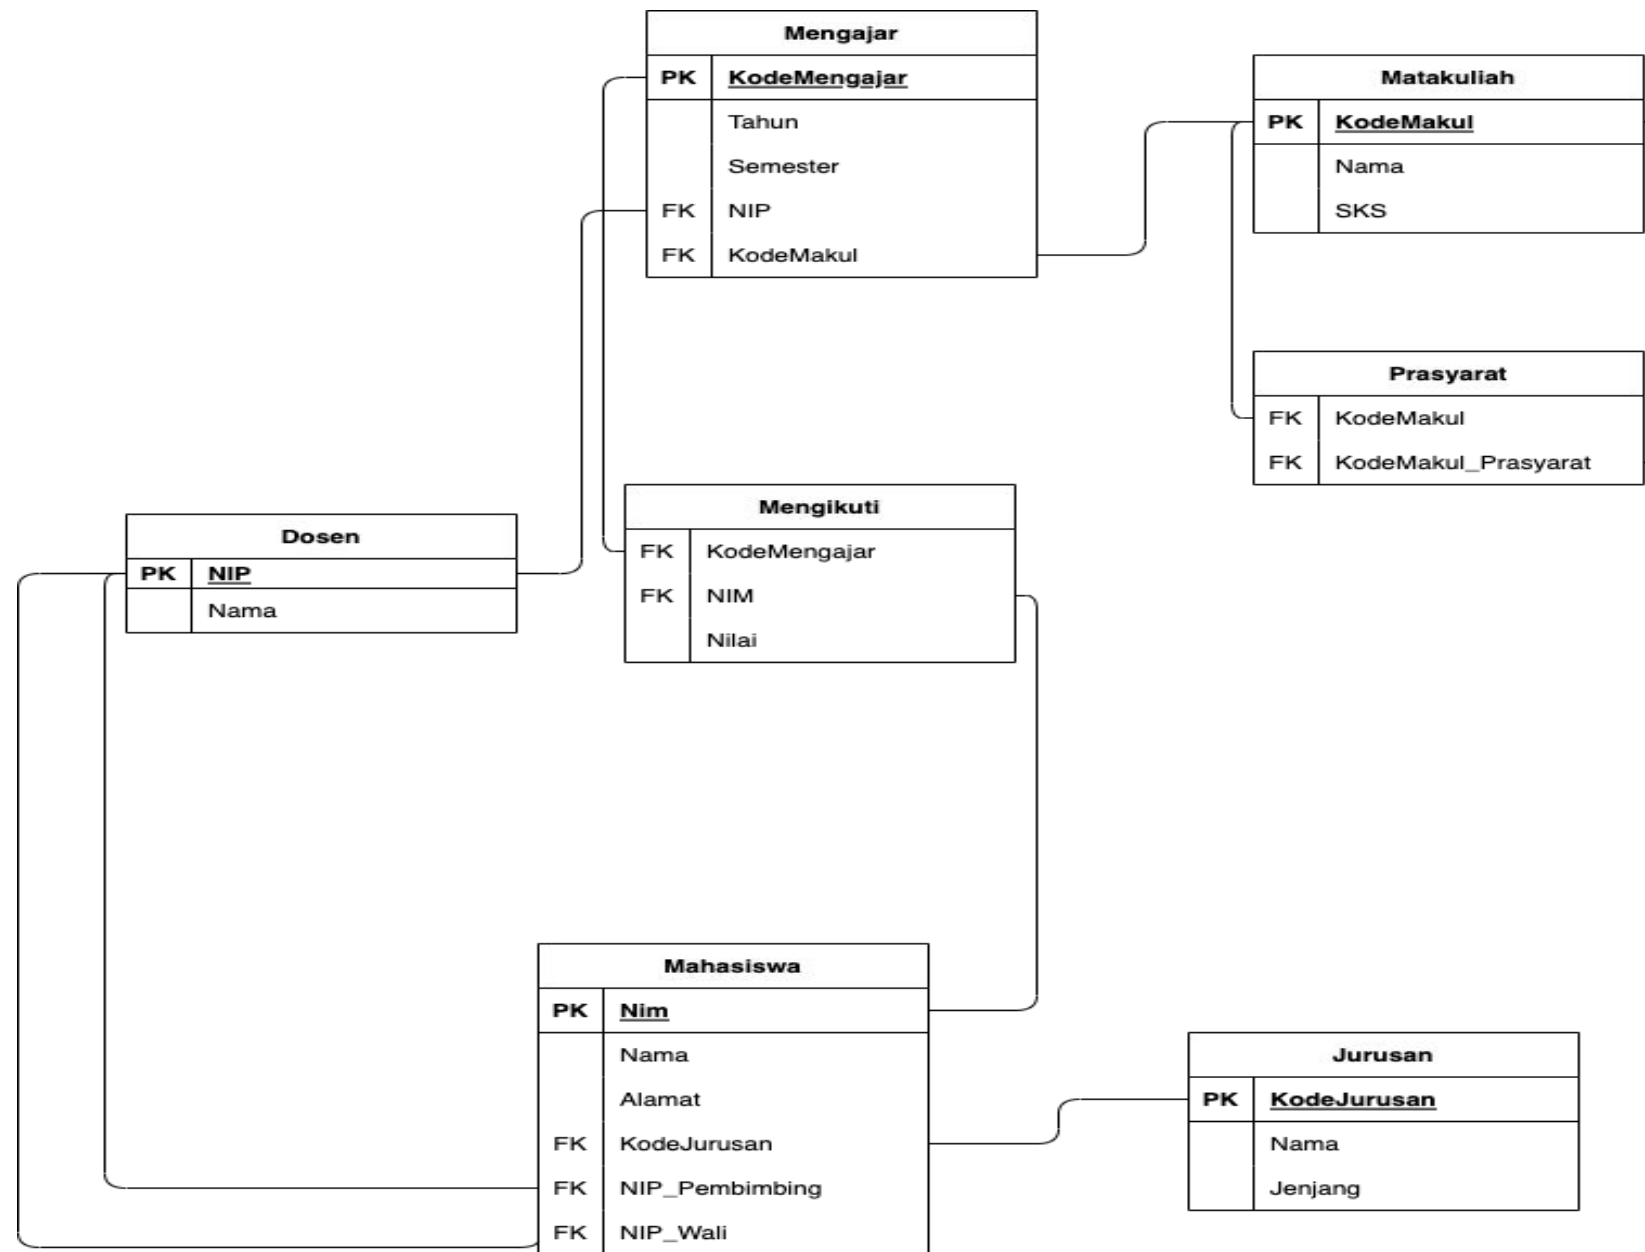 Mengajar
PK KodeMengajar
Tahun
Semester
FK NIP
FK KodeMakul
Matakuliah
PK KodeMakul
Nama
SKS
Prasyarat
FK KodeMakul
FK KodeMakul_Prasyarat
Dosen
PK NIP
Nama
Mengikuti
FK KodeMengajar
FK NIM
Nilai
Mahasiswa
PK Nim
Nama
Alamat
FK KodeJurusan
FK NIP_Pembimbing
FK NIP_Wali
Jurusan
PK KodeJurusan
Nama
Jenjang